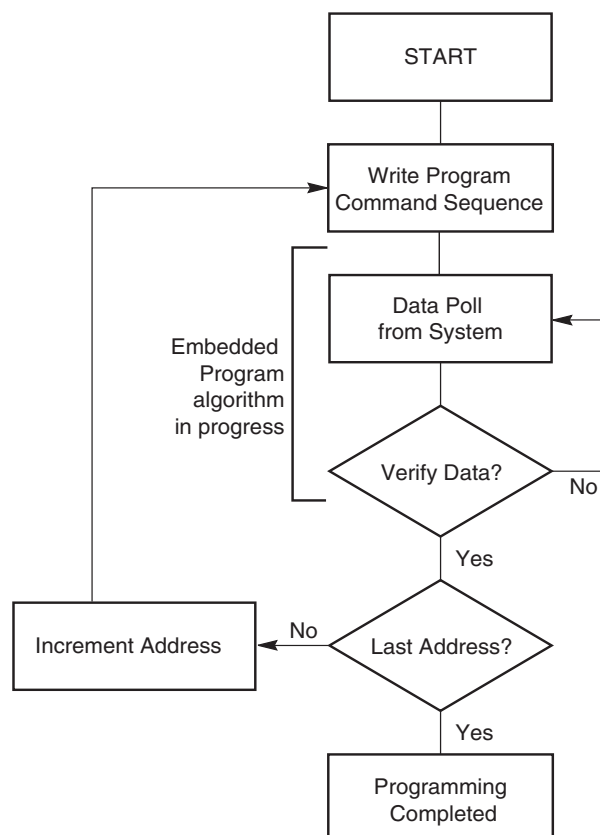 START
Write Program
Command Sequence
Data Poll
from System
Embedded
Program
algorithm
in progress
Verify Data?
No
Yes
Increment Address
No
Last Address?
Yes
Programming
Completed